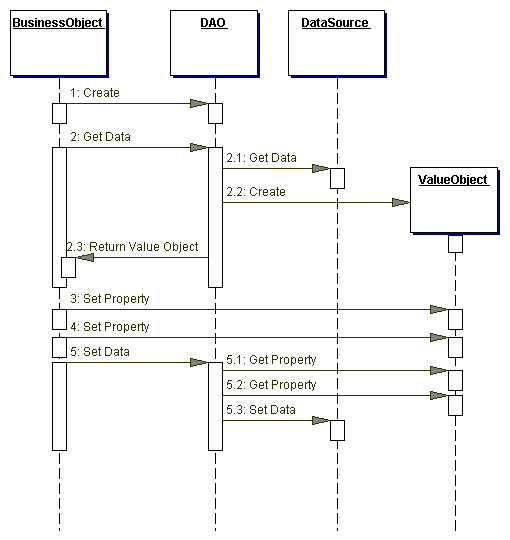 BusinessObject
DAO
DataSource
1: Create
2: Get Data
2.1: Get Data
2.2: Create
ValueObject
2.3: Return Value Object
3: Set Property
4: Set Property
5: Set Data
5.1: Get Property
5.2: Get Property
5.3: Set Data